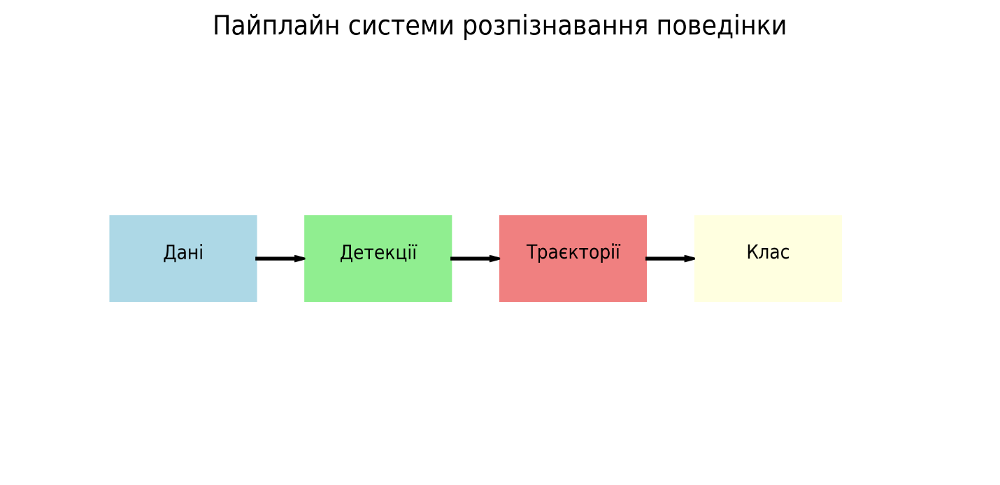 Пайплайн системи розпізнавання поведінки
Дані
Детекції
Траєкторії
Клас